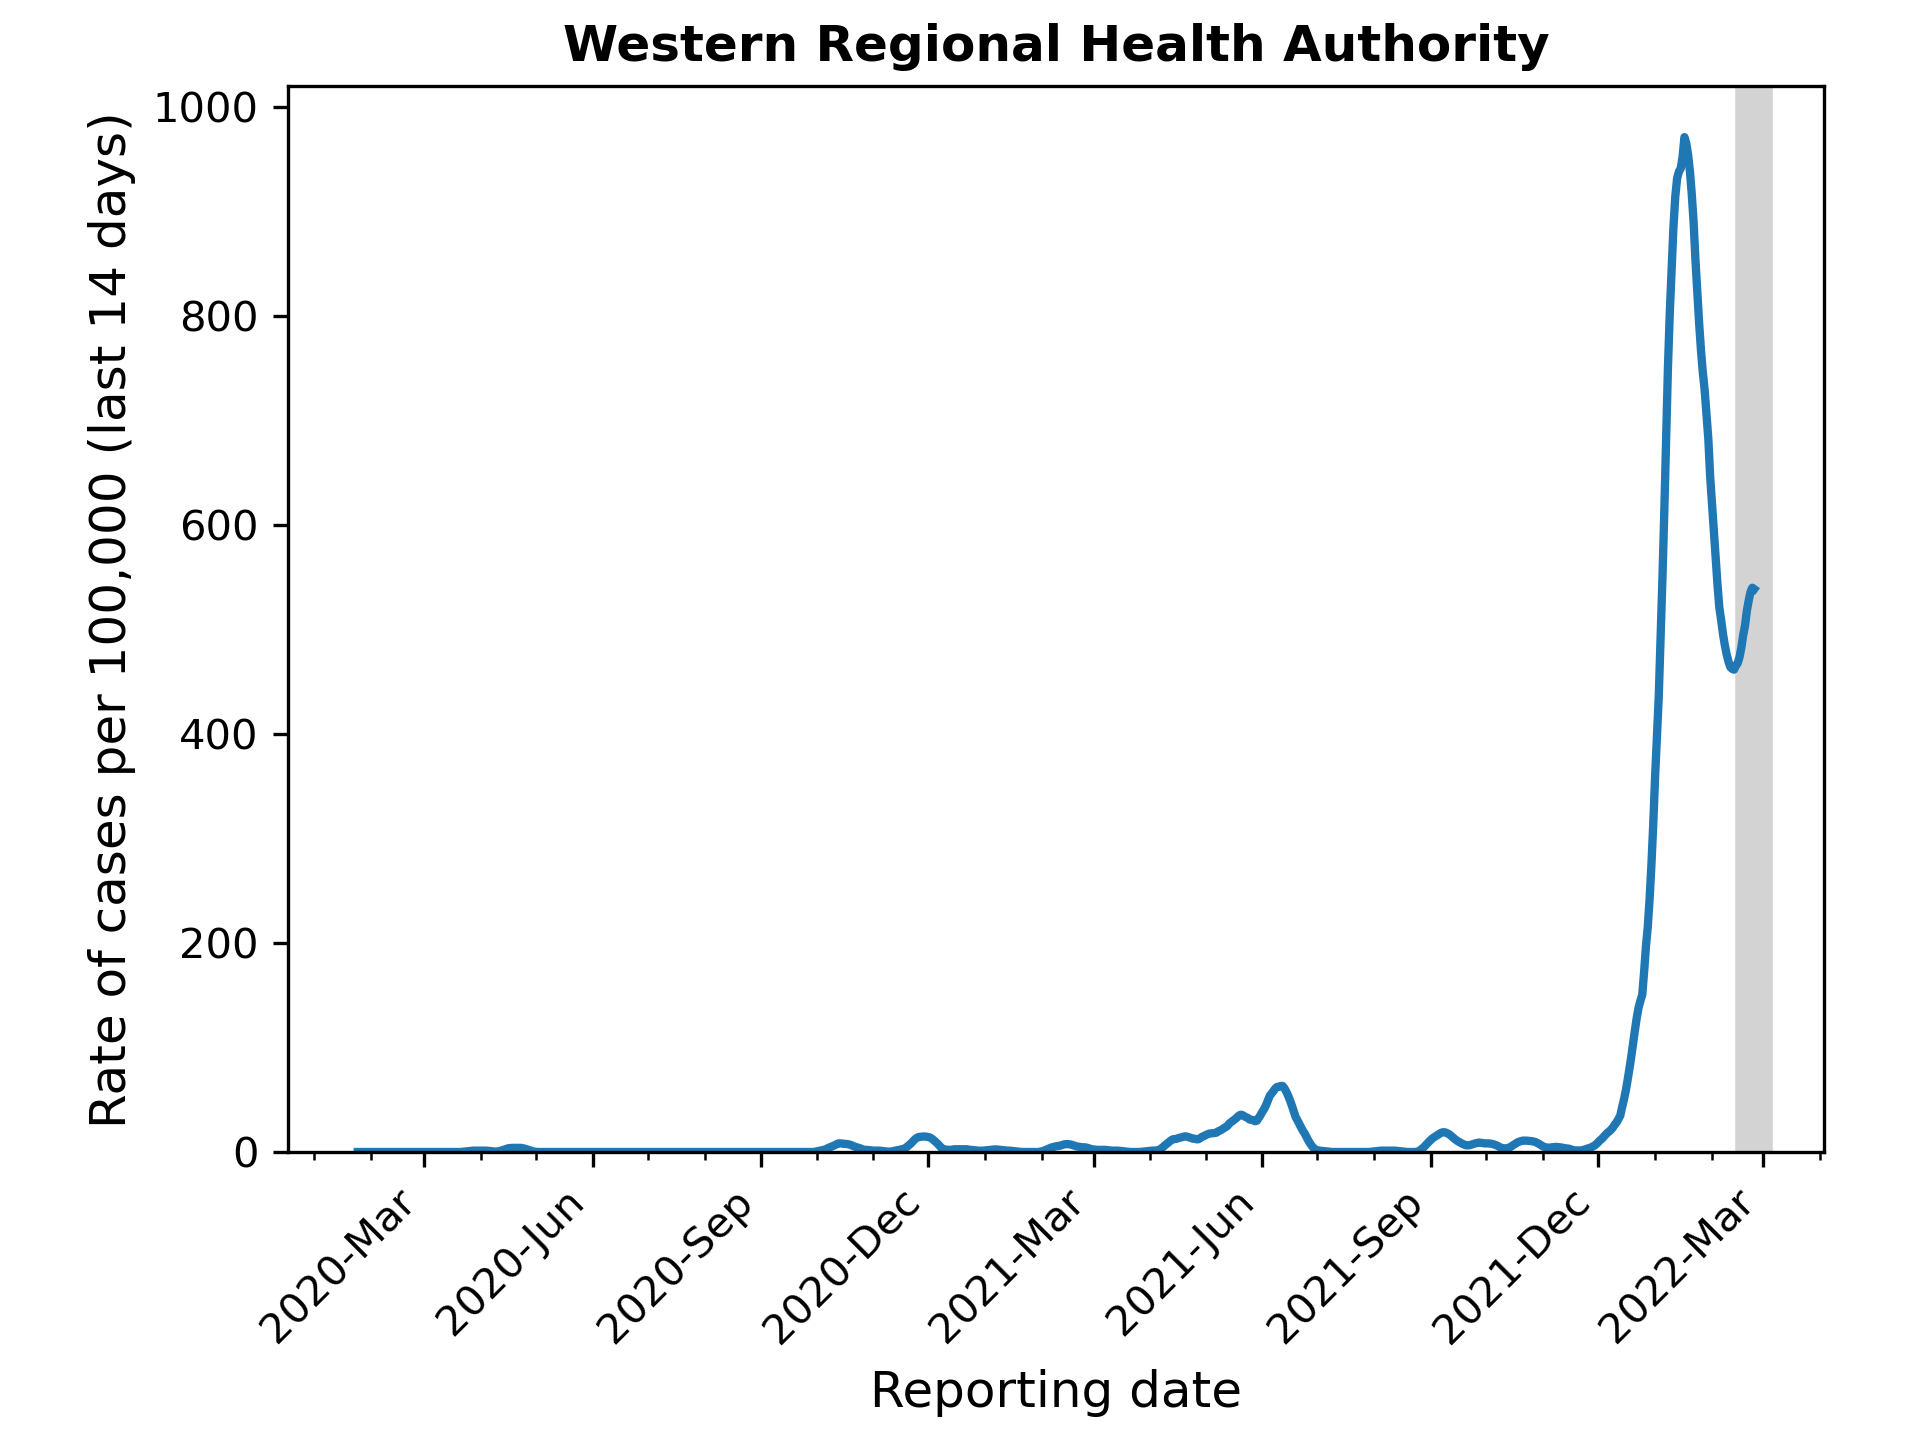 Western Regional Health Authority
Rate of cases per 100,000 (last 14 days)
1000
800
600
400
200
0
2020-Mar
2020-Jun
2020-Sep
2020-Dec
2021-Mar
2021-Jun
2021-Sep
2021-Dec
2022-Mar
Reporting date